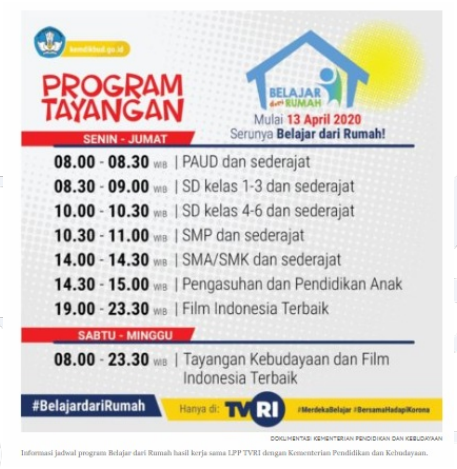 kemdikbud.go.id
PROGRAM
TAYANGAN
BELAJAR
dari RUMAH
Mulai 13 April 2020
Serunya Belajar dari Rumah!
SENIN - JUMAT
08.00 - 08.30 WIB | PAUD dan sederajat
08.30 - 09.00 WIB | SD kelas 1-3 dan sederajat
10.00 - 10.30 WIB | SD kelas 4-6 dan sederajat
10.30 - 11.00 WIB | SMP dan sederajat
14.00 - 14.30 WIB | SMA/SMK dan sederajat
14.30 - 15.00 WIB | Pengasuhan dan Pendidikan Anak
19.00 - 23.30 WIB | Film Indonesia Terbaik
SABTU - MINGGU
08.00 - 23.30 WIB | Tayangan Kebudayaan dan Film
Indonesia Terbaik
#BelajardariRumah
Hanya di: TVRI
#MerdekaBelajar #BersamaHadapiKorona
DOKUMENTASI KEMENTERIAN PENDIDIKAN DAN KEBUDAYAAN
Informasi jadwal program Belajar dari Rumah hasil kerja sama LPP TVRI dengan Kementerian Pendidikan dan Kebudayaan.